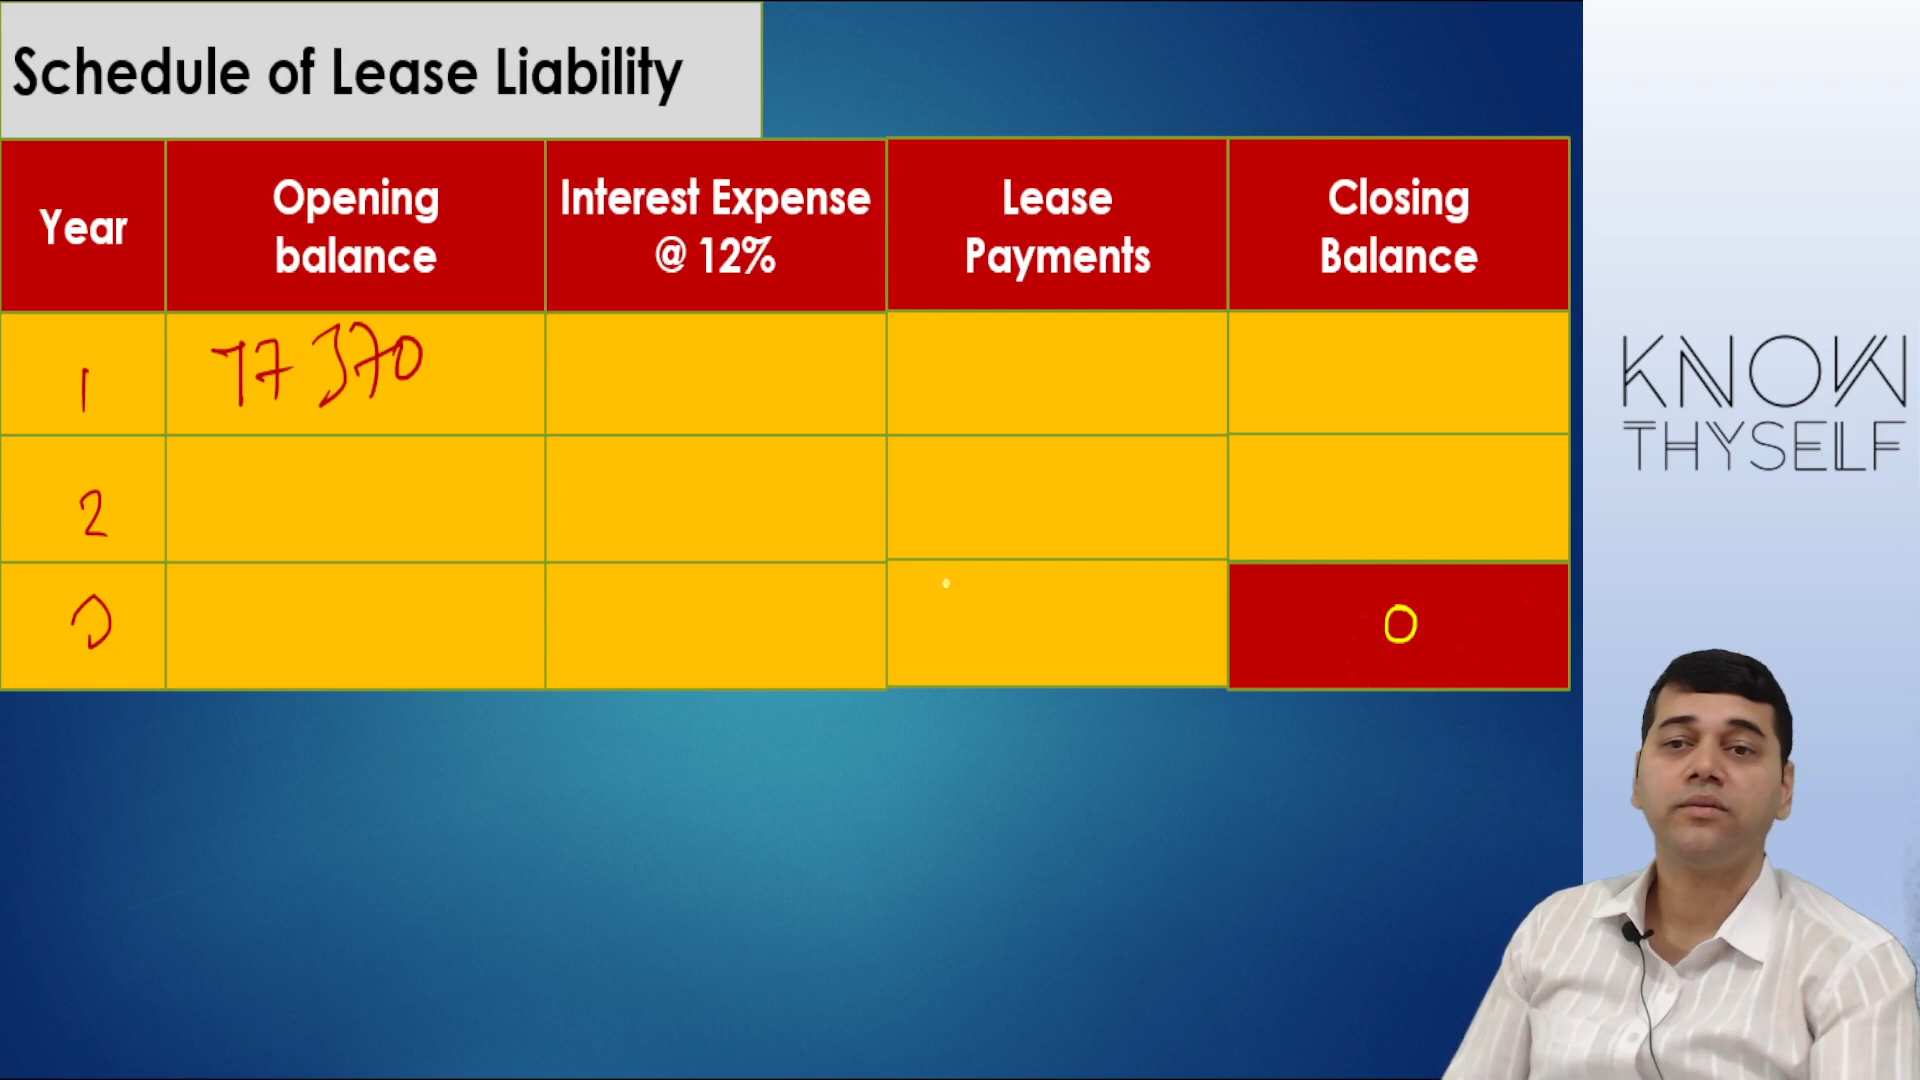 Schedule of Lease Liability
Year
Opening
balance
Interest Expense
@ 12%
Lease
Payments
Closing
Balance
1
77370
2
3
0
KNOW
THYSELF